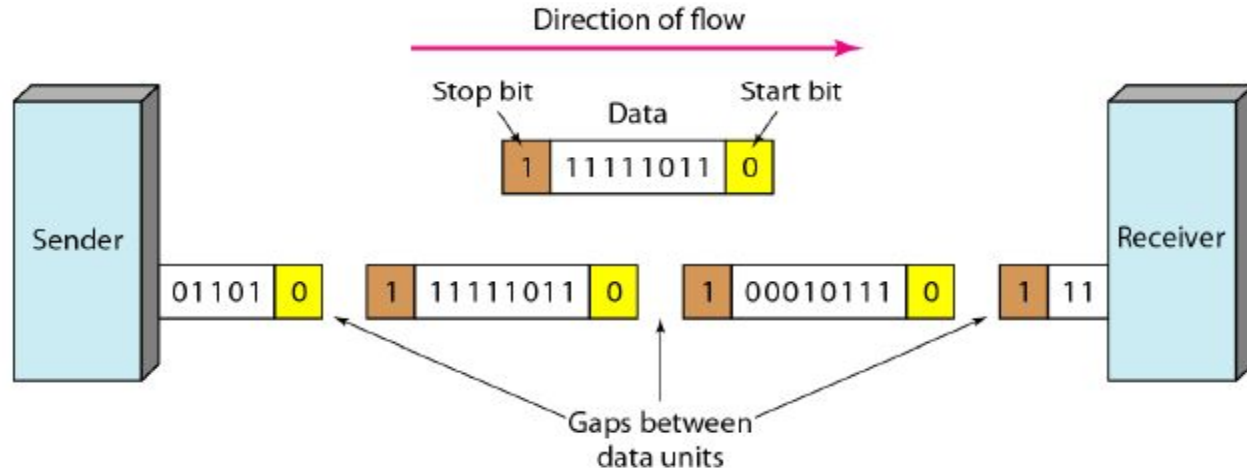 Direction of flow
Stop bit
Data
Start bit
1 11111011 0
Sender
Receiver
01101 0
1 11111011 0
1 00010111 0
1 11
Gaps between
data units